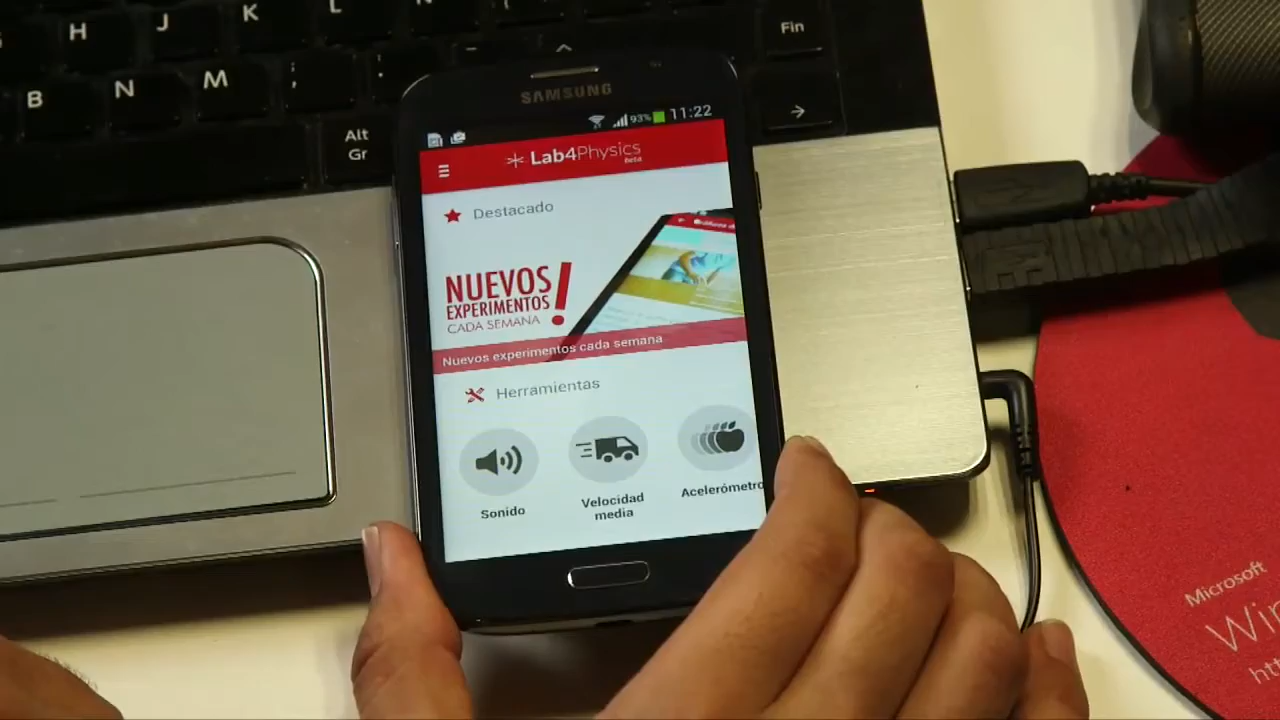 H
J
K
L
B
N
M
;
:
Fin
Alt
Gr
→
SAMSUNG
93% 11:22
Lab4Physics
beta
Destacado
NUEVOS
EXPERIMENTOS
CADA SEMANA!
Nuevos experimentos cada semana
Herramientas
Sonido
Velocidad
media
Acelerómetro
Microsoft